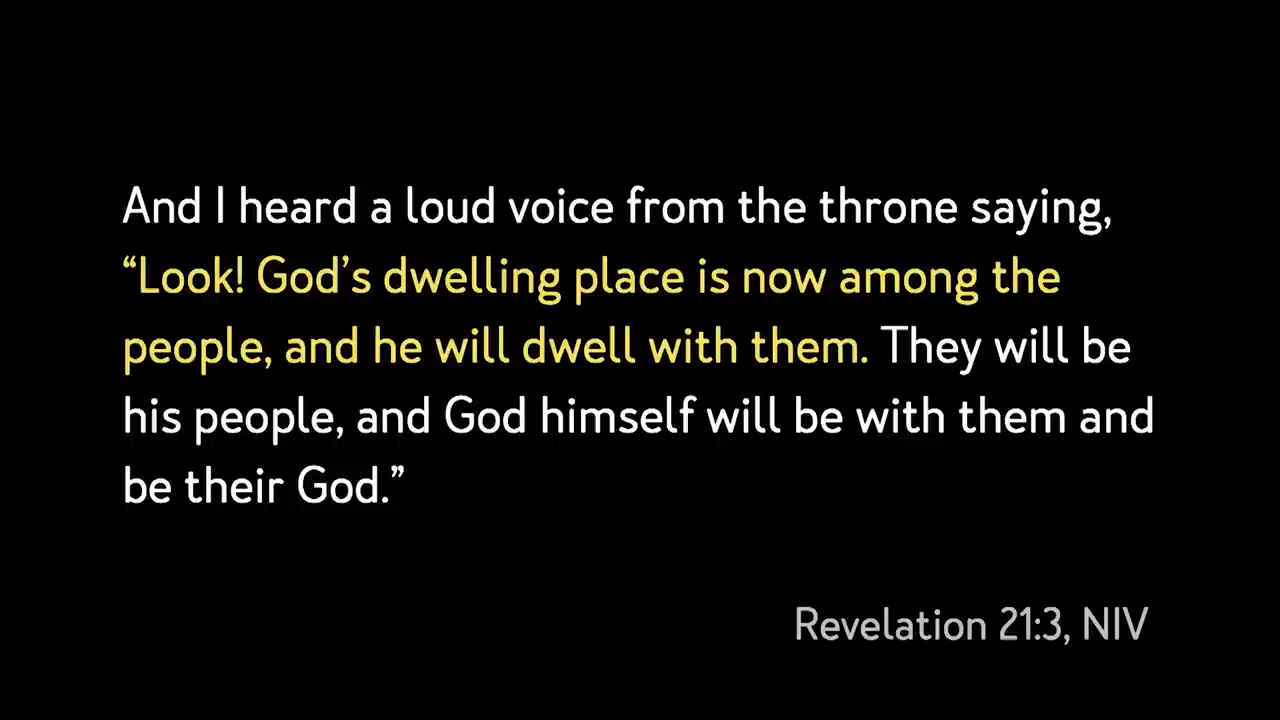 And I heard a loud voice from the throne saying,
“Look! God’s dwelling place is now among the
people, and he will dwell with them. They will be
his people, and God himself will be with them and
be their God.”
Revelation 21:3, NIV